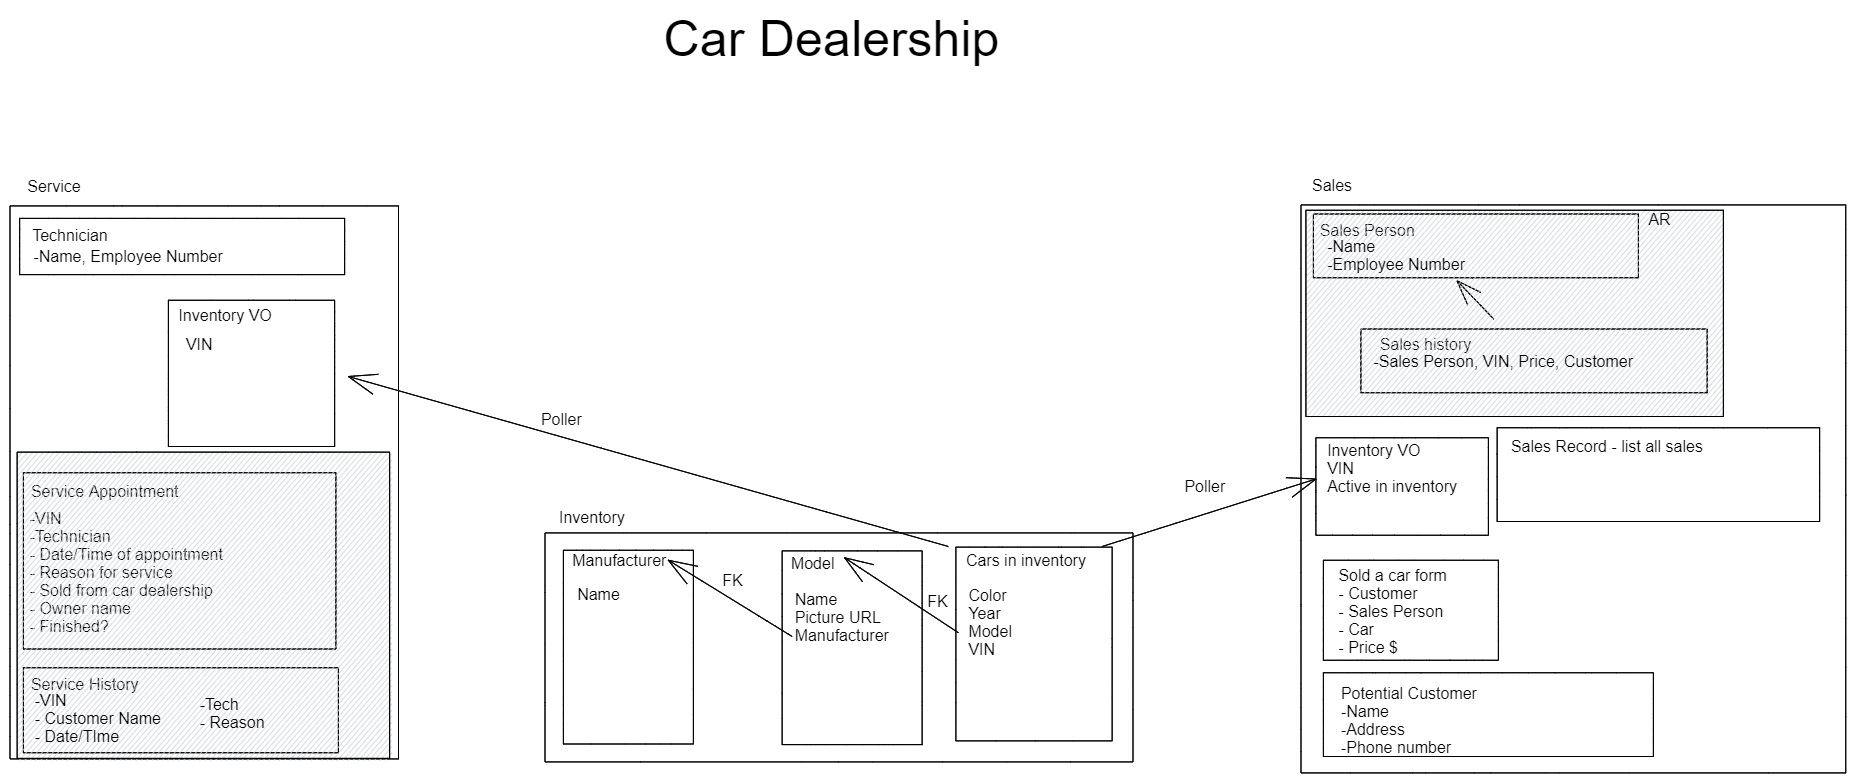 Car Dealership
Service
Technician
-Name, Employee Number
Inventory VO
VIN
Service Appointment
-VIN
-Technician
- Date/Time of appointment
- Reason for service
- Sold from car dealership
- Owner name
- Finished?
Service History
-VIN
- Customer Name
- Date/TIme
-Tech
- Reason
Poller
Inventory
Manufacturer
Name
FK
Model
Name
Picture URL
Manufacturer
FK
Cars in inventory
Color
Year
Model
VIN
Poller
Sales
AR
Sales Person
-Name
-Employee Number
Sales history
-Sales Person, VIN, Price, Customer
Inventory VO
VIN
Active in inventory
Sales Record - list all sales
Sold a car form
- Customer
- Sales Person
- Car
- Price $
Potential Customer
-Name
-Address
-Phone number